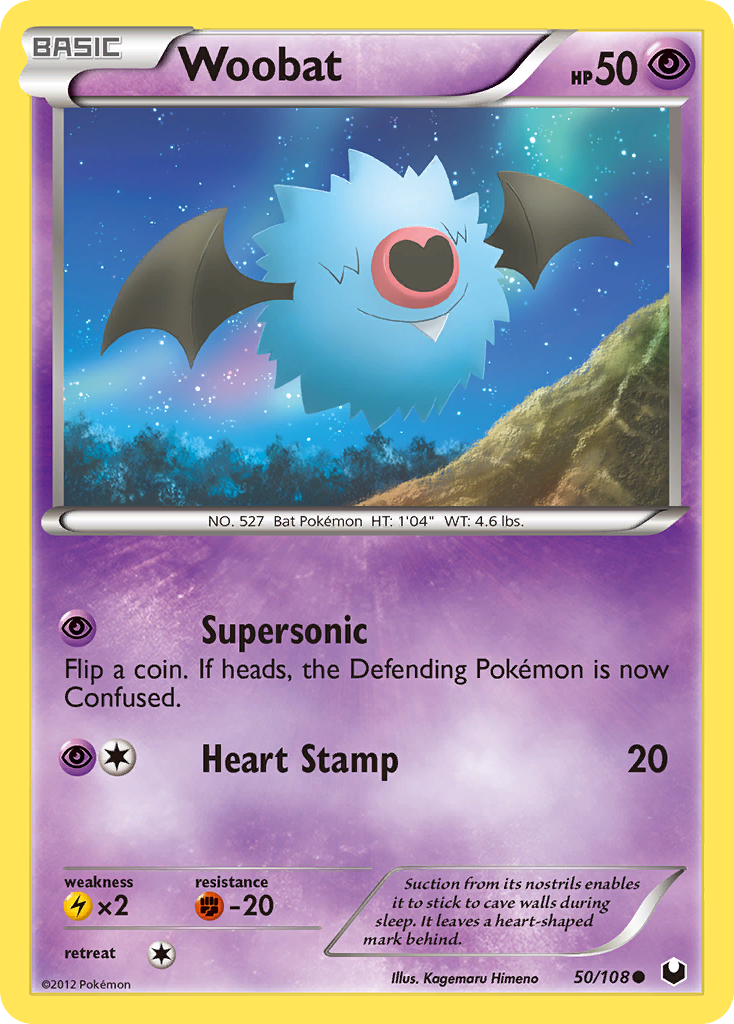 BASIC
Woobat
HP50
NO. 527 Bat Pokémon HT: 1'04" WT: 4.6 lbs.
Supersonic
Flip a coin. If heads, the Defending Pokémon is now
Confused.
Heart Stamp 20
weakness
×2
resistance
-20
retreat
Suction from its nostrils enables
it to stick to cave walls during
sleep. It leaves a heart-shaped
mark behind.
©2012 Pokémon
Illus. Kagemaru Himeno
50/108